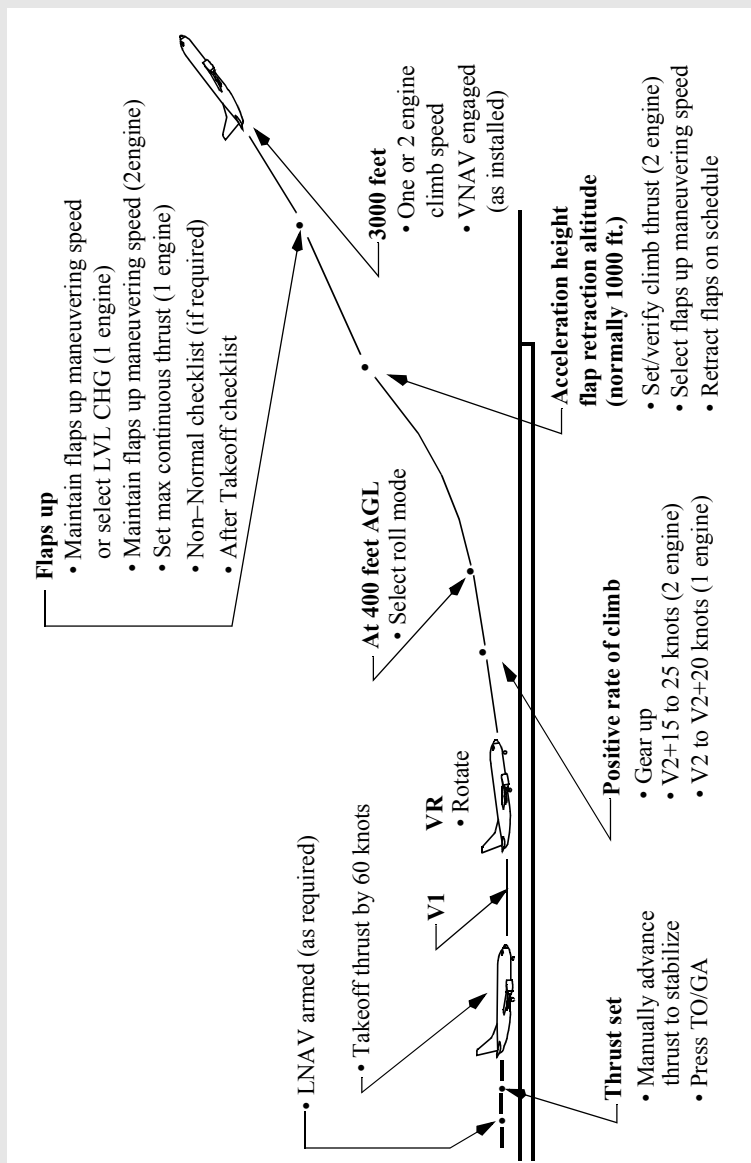 • LNAV armed (as required)
• Takeoff thrust by 60 knots
Thrust set
• Manually advance
thrust to stabilize
• Press TO/GA
V1
VR
• Rotate
Positive rate of climb
• Gear up
• V2+15 to 25 knots (2 engine)
• V2 to V2+20 knots (1 engine)
At 400 feet AGL
• Select roll mode
Acceleration height
flap retraction altitude
(normally 1000 ft.)
• Set/verify climb thrust (2 engine)
• Select flaps up maneuvering speed
• Retract flaps on schedule
Flaps up
• Maintain flaps up maneuvering speed
or select LVL CHG (1 engine)
• Maintain flaps up maneuvering speed (2engine)
• Set max continuous thrust (1 engine)
• Non–Normal checklist (if required)
• After Takeoff checklist
3000 feet
• One or 2 engine
climb speed
• VNAV engaged
(as installed)